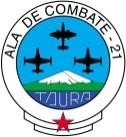 ALA DE COMBATE - 21
TAURA